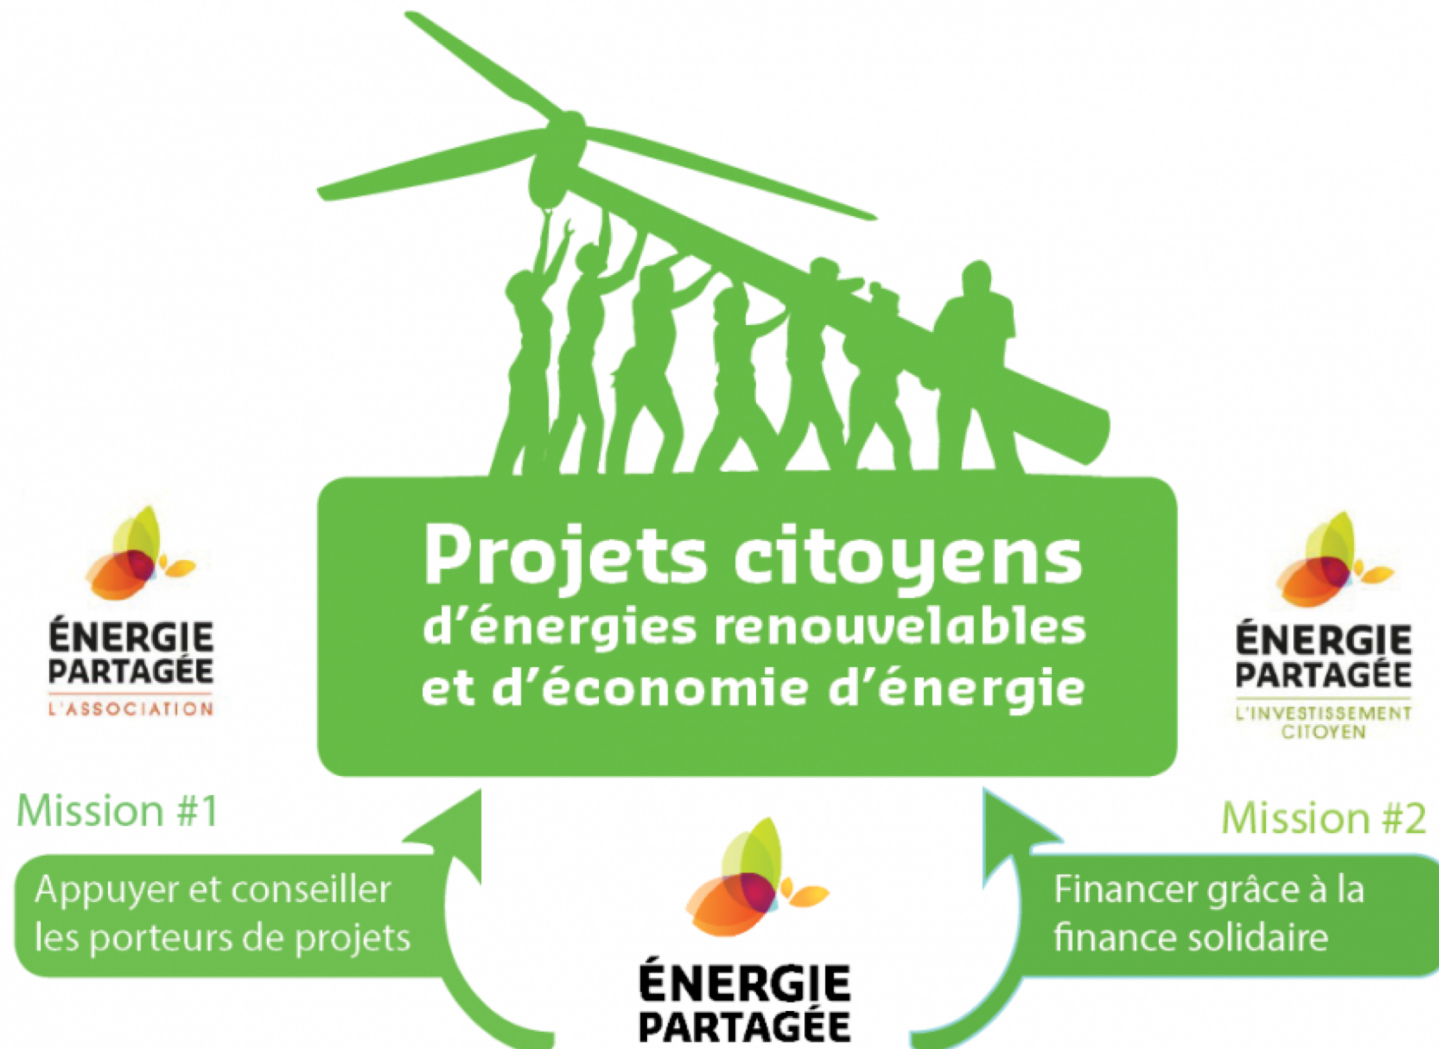 Projets citoyens
d'énergies renouvelables
et d'économie d'énergie
ÉNERGIE
PARTAGÉE
L'ASSOCIATION
Mission #1
Appuyer et conseiller
les porteurs de projets
ÉNERGIE
PARTAGÉE
L'INVESTISSEMENT
CITOYEN
Mission #2
Financer grâce à la
finance solidaire
ÉNERGIE
PARTAGÉE